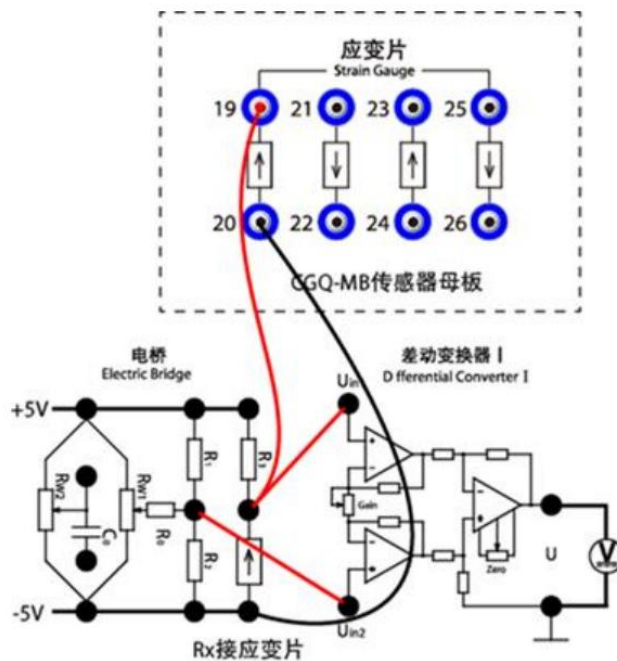 应变片
Strain Gauge
19 21 23 25
20 22 24 26
CGQ-MB传感器母板
电桥
Electric Bridge
差动变换器 I
D fferential Converter I
+5V
Uin
R1
R3
RW2
RW1
C0
R0
Gain
R2
Zero
U
V
-5V
Uin2
Rx接应变片